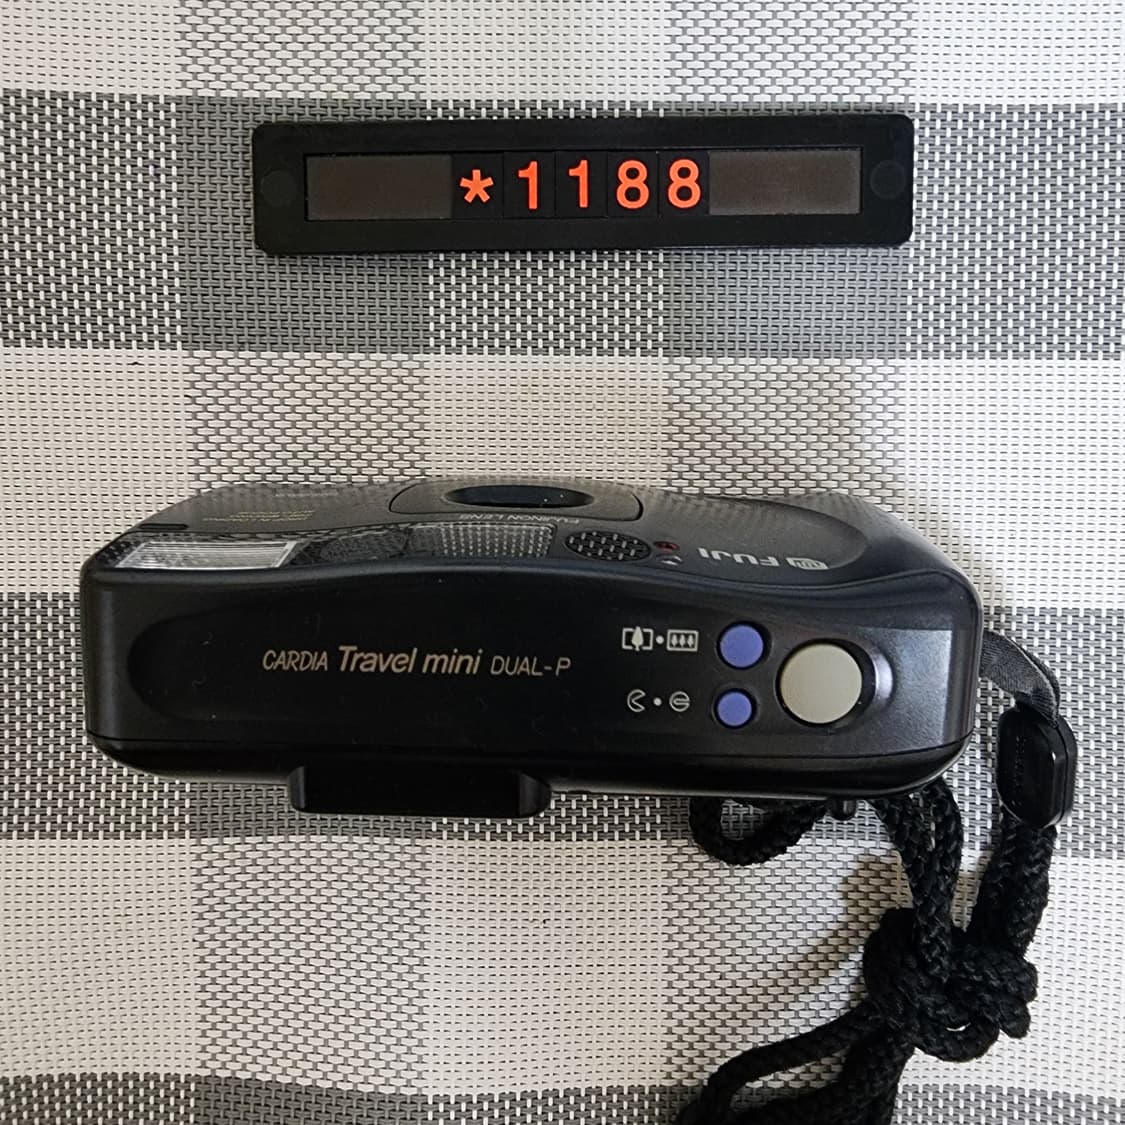 *1188
FUJINON LENS
FUJI
CARDIA Travel mini DUAL-P